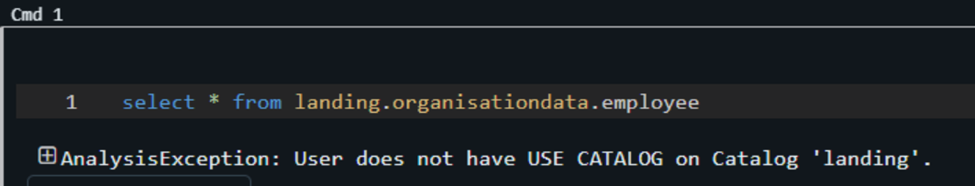 Cmd 1
1 select * from landing.organisationdata.employee
AnalysisException: User does not have USE CATALOG on Catalog 'landing'.